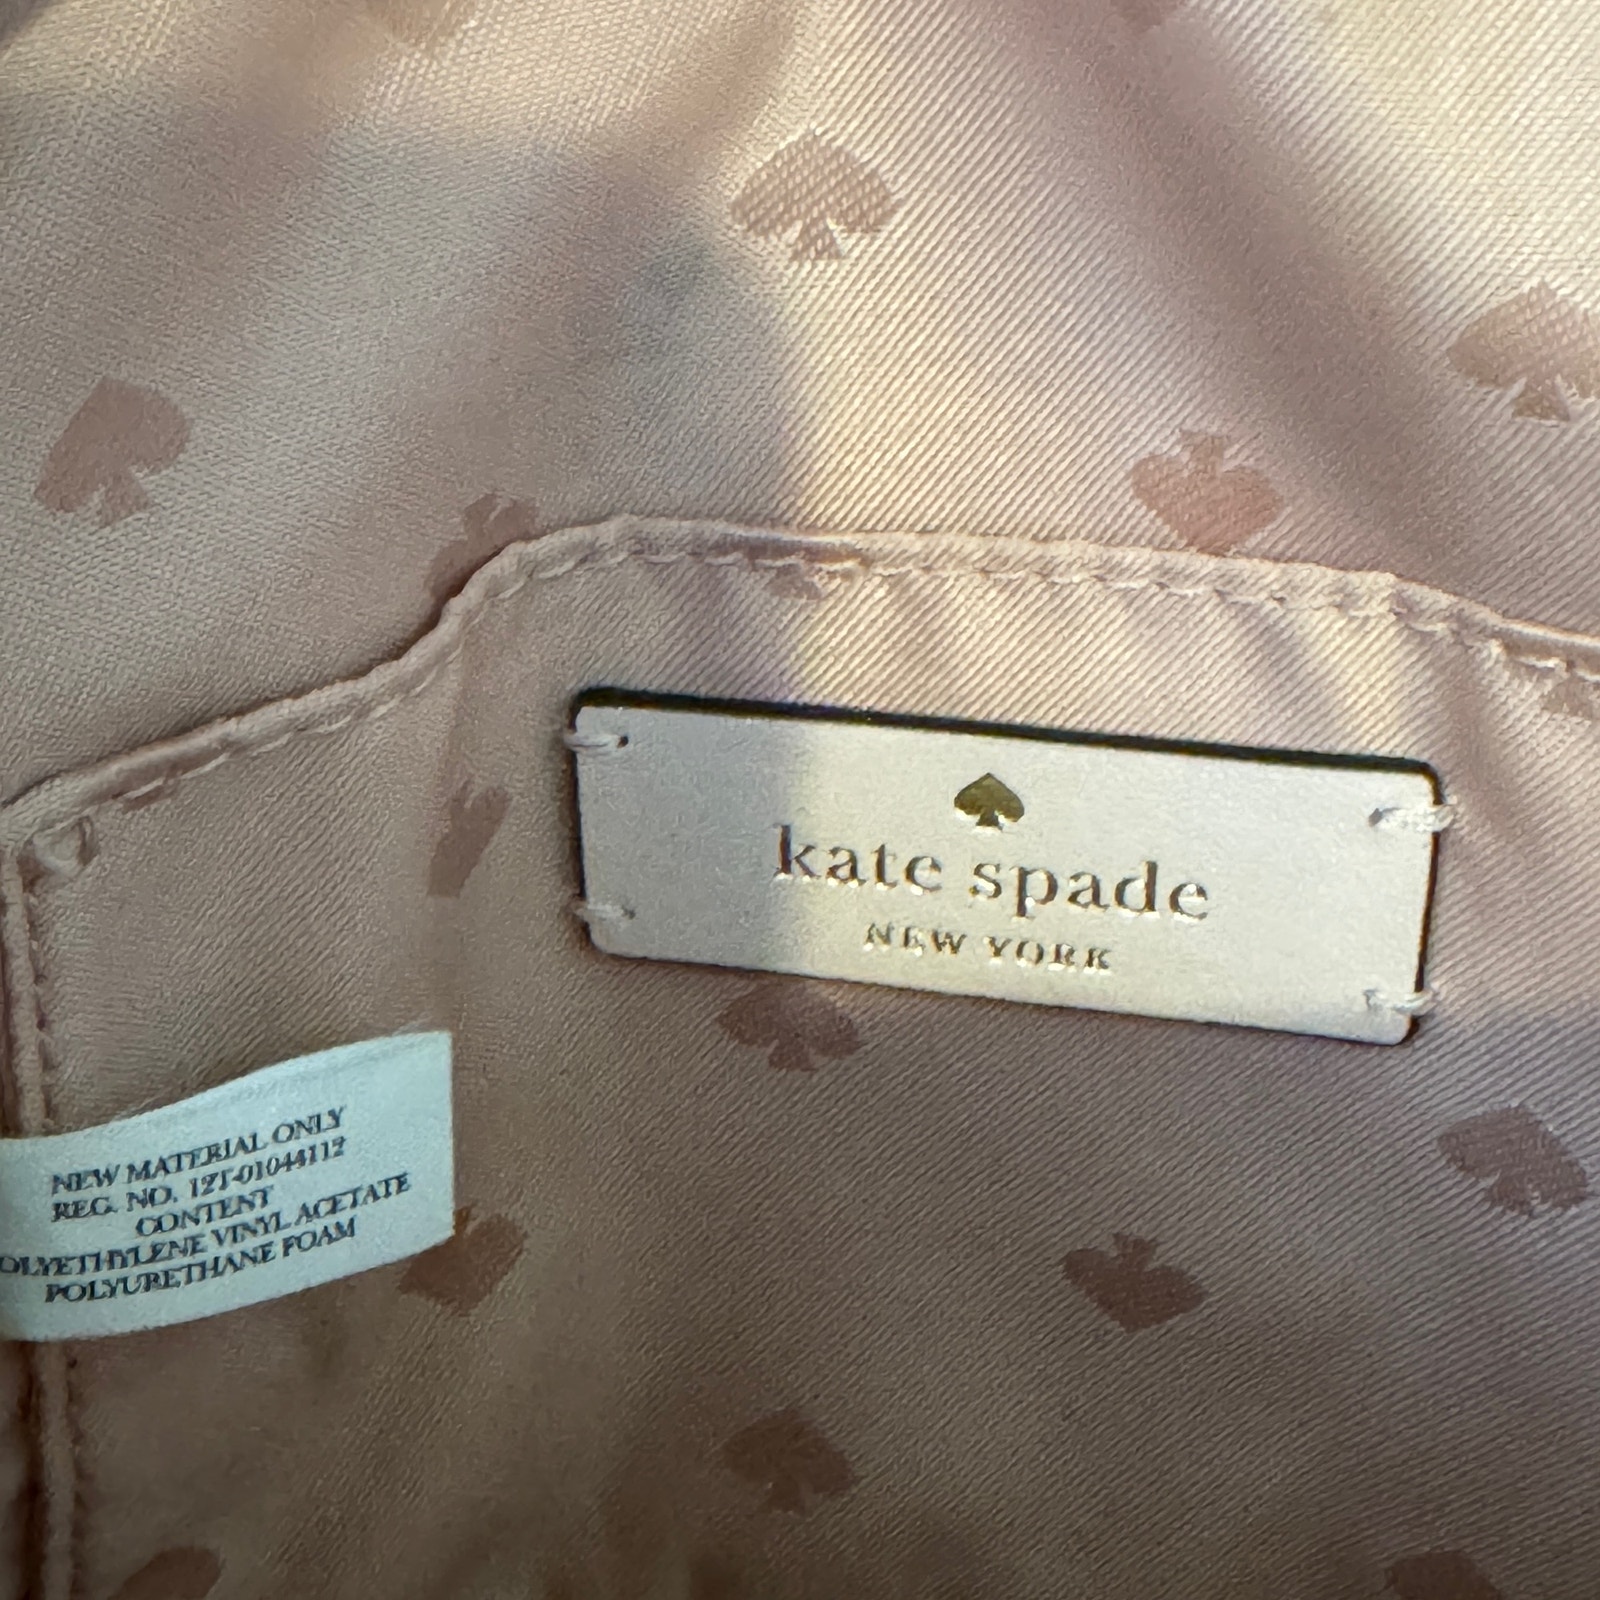 kate spade
NEW YORK
NEW MATERIAL ONLY
REG. NO. 12T-01044112
CONTENT
OLYETHYLENE VINYL ACETATE
POLYURETHANE FOAM